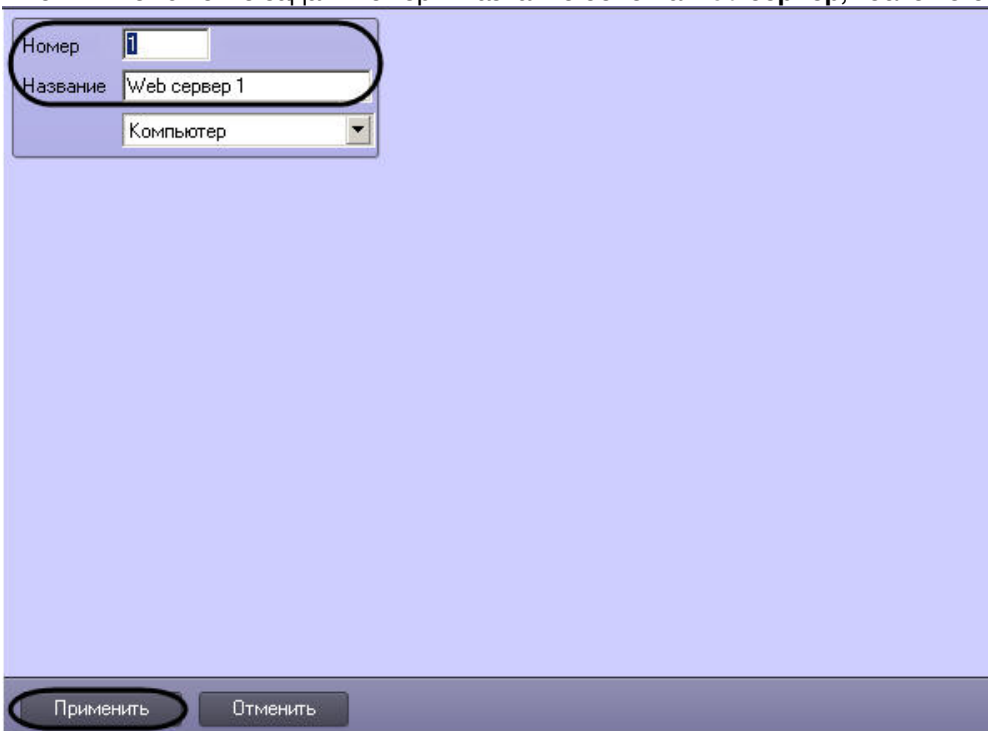 Номер 1
Название Web сервер 1
Компьютер
Применить Отменить